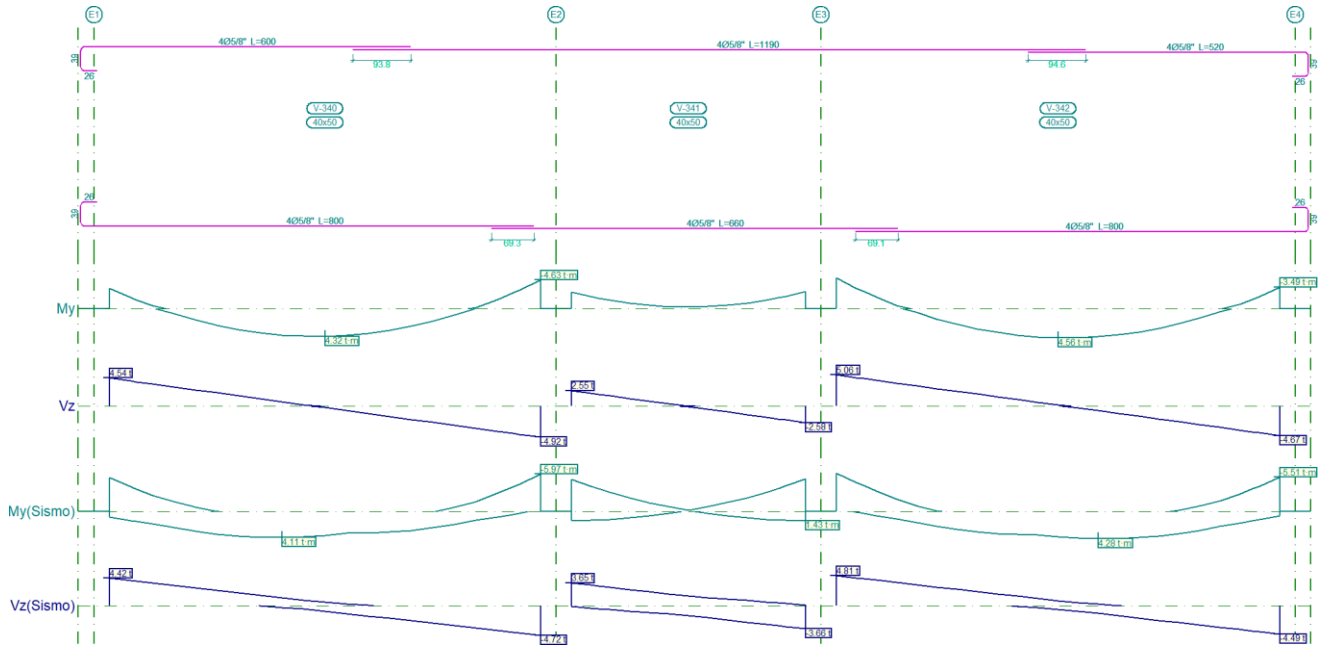 E1 E2 E3 E4
4Ø5/8" L=600 4Ø5/8" L=1190 4Ø5/8" L=520
39 93.8 94.6 39
26 26
V-340 V-341 V-342
40x50 40x50 40x50
26 26
39 4Ø5/8" L=800 4Ø5/8" L=660 4Ø5/8" L=800 39
69.3 69.1
-4.63 t·m -3.49 t·m
My
4.32 t·m 4.56 t·m
4.54 t 2.55 t 5.06 t
Vz
-4.92 t -2.58 t -4.67 t
-5.97 t·m -5.51 t·m
My(Sismo)
1.43 t·m
4.11 t·m 4.28 t·m
4.42 t 3.65 t 4.81 t
Vz(Sismo)
-4.72 t -3.66 t -4.49 t